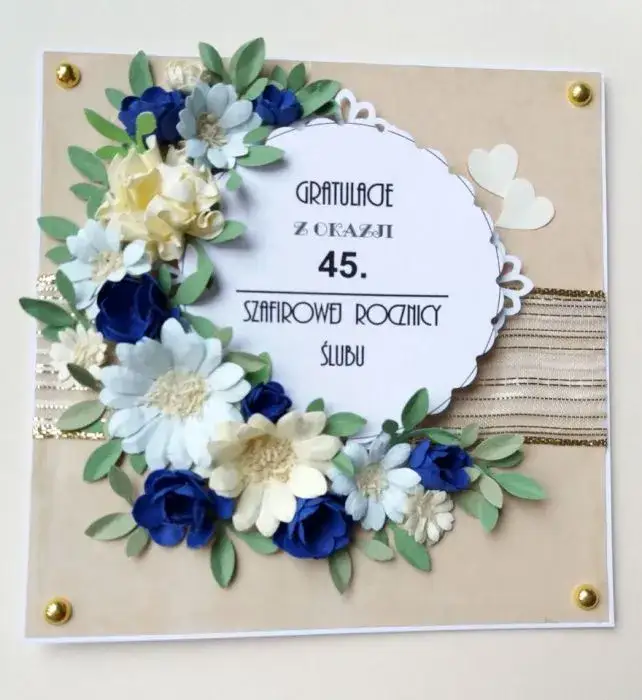 GRATULACJE
Z OKAZJI
45.
SZAFIROWEJ ROCZNICY
ŚLUBU